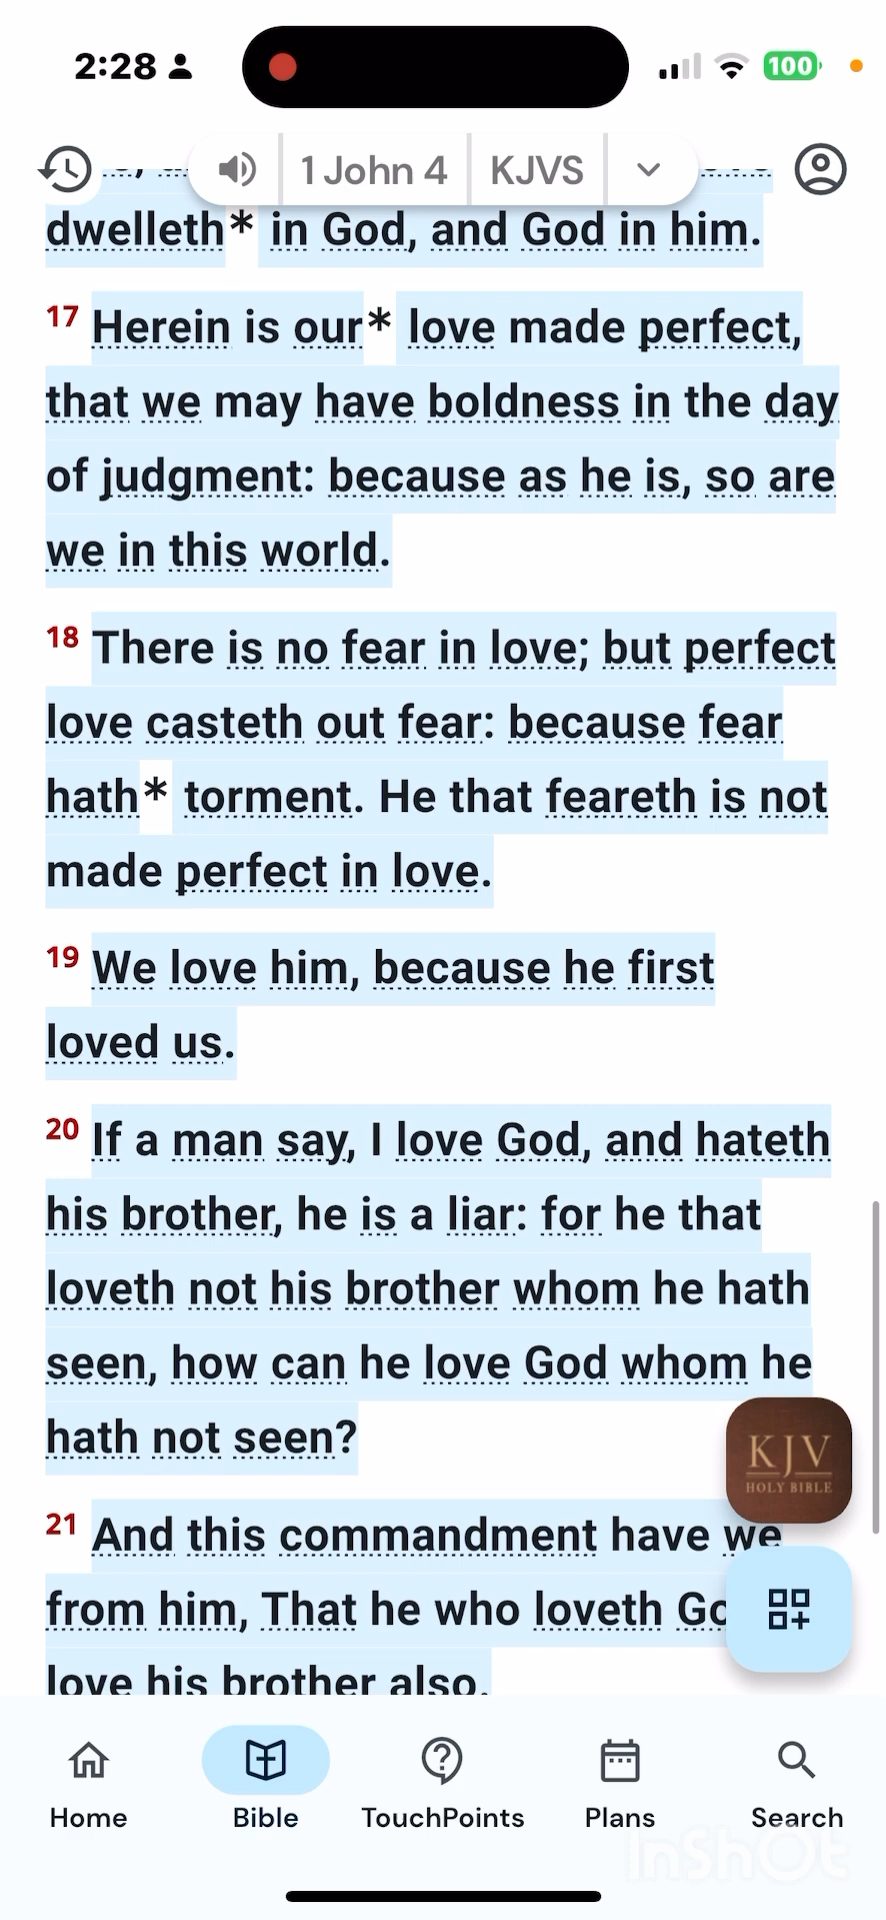 2:28
100
1 John 4 KJVS
dwelleth* in God, and God in him.
17 Herein is our* love made perfect,
that we may have boldness in the day
of judgment: because as he is, so are
we in this world.
18 There is no fear in love; but perfect
love casteth out fear: because fear
hath* torment. He that feareth is not
made perfect in love.
19 We love him, because he first
loved us.
20 If a man say, I love God, and hateth
his brother, he is a liar: for he that
loveth not his brother whom he hath
seen, how can he love God whom he
hath not seen?
KJV
HOLY BIBLE
21 And this commandment have we
from him, That he who loveth
love his brother also.
Home Bible TouchPoints Plans Search
InShOt